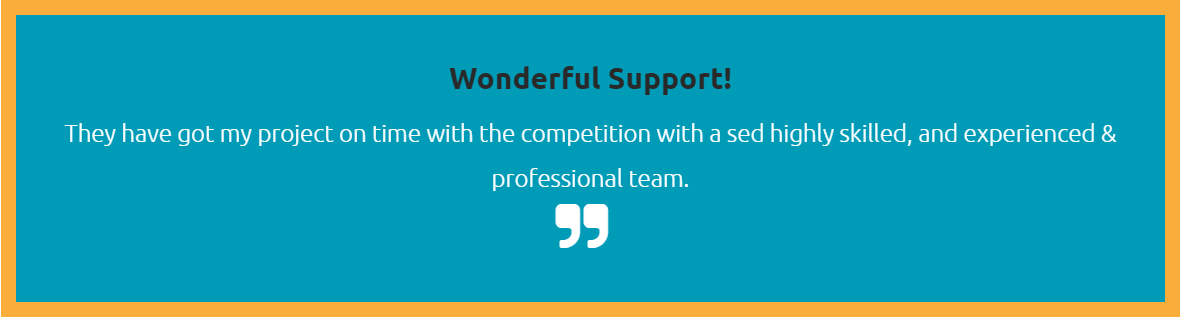 Wonderful Support!
They have got my project on time with the competition with a sed highly skilled, and experienced &
professional team.
”